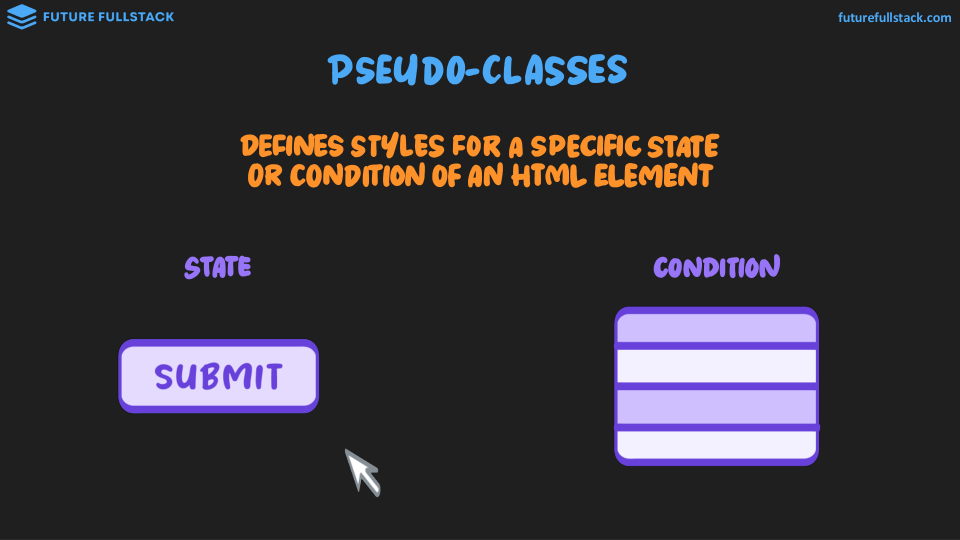 FUTURE FULLSTACK
futurefullstack.com
PSEUDO-CLASSES
DEFINES STYLES FOR A SPECIFIC STATE
OR CONDITION OF AN HTML ELEMENT
STATE
CONDITION
SUBMIT